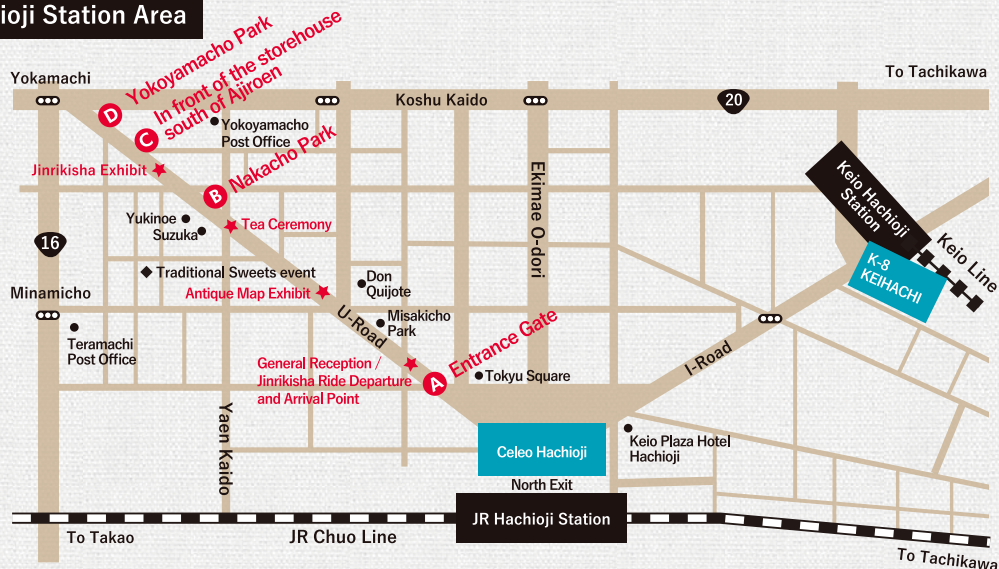 ioji Station Area
Yokamachi
D
Yokoyamacho Park
C
In front of the storehouse
south of Ajiroen
Koshu Kaido
20
To Tachikawa
Yokoyamacho
Post Office
Jinrikisha Exhibit
B
Nakacho Park
Yukinoe
Suzuka
Tea Ceremony
Ekimae O-dori
Keio Hachioji
Station
Keio Line
K-8
KEIHACHI
16
Traditional Sweets event
Minamicho
Antique Map Exhibit
Don
Quijote
U-Road
Misakicho
Park
Teramachi
Post Office
General Reception /
Jinrikisha Ride Departure
and Arrival Point
A
Entrance Gate
Tokyu Square
I-Road
Yaen Kaido
Celeo Hachioji
Keio Plaza Hotel
Hachioji
North Exit
JR Hachioji Station
To Takao
JR Chuo Line
To Tachikawa